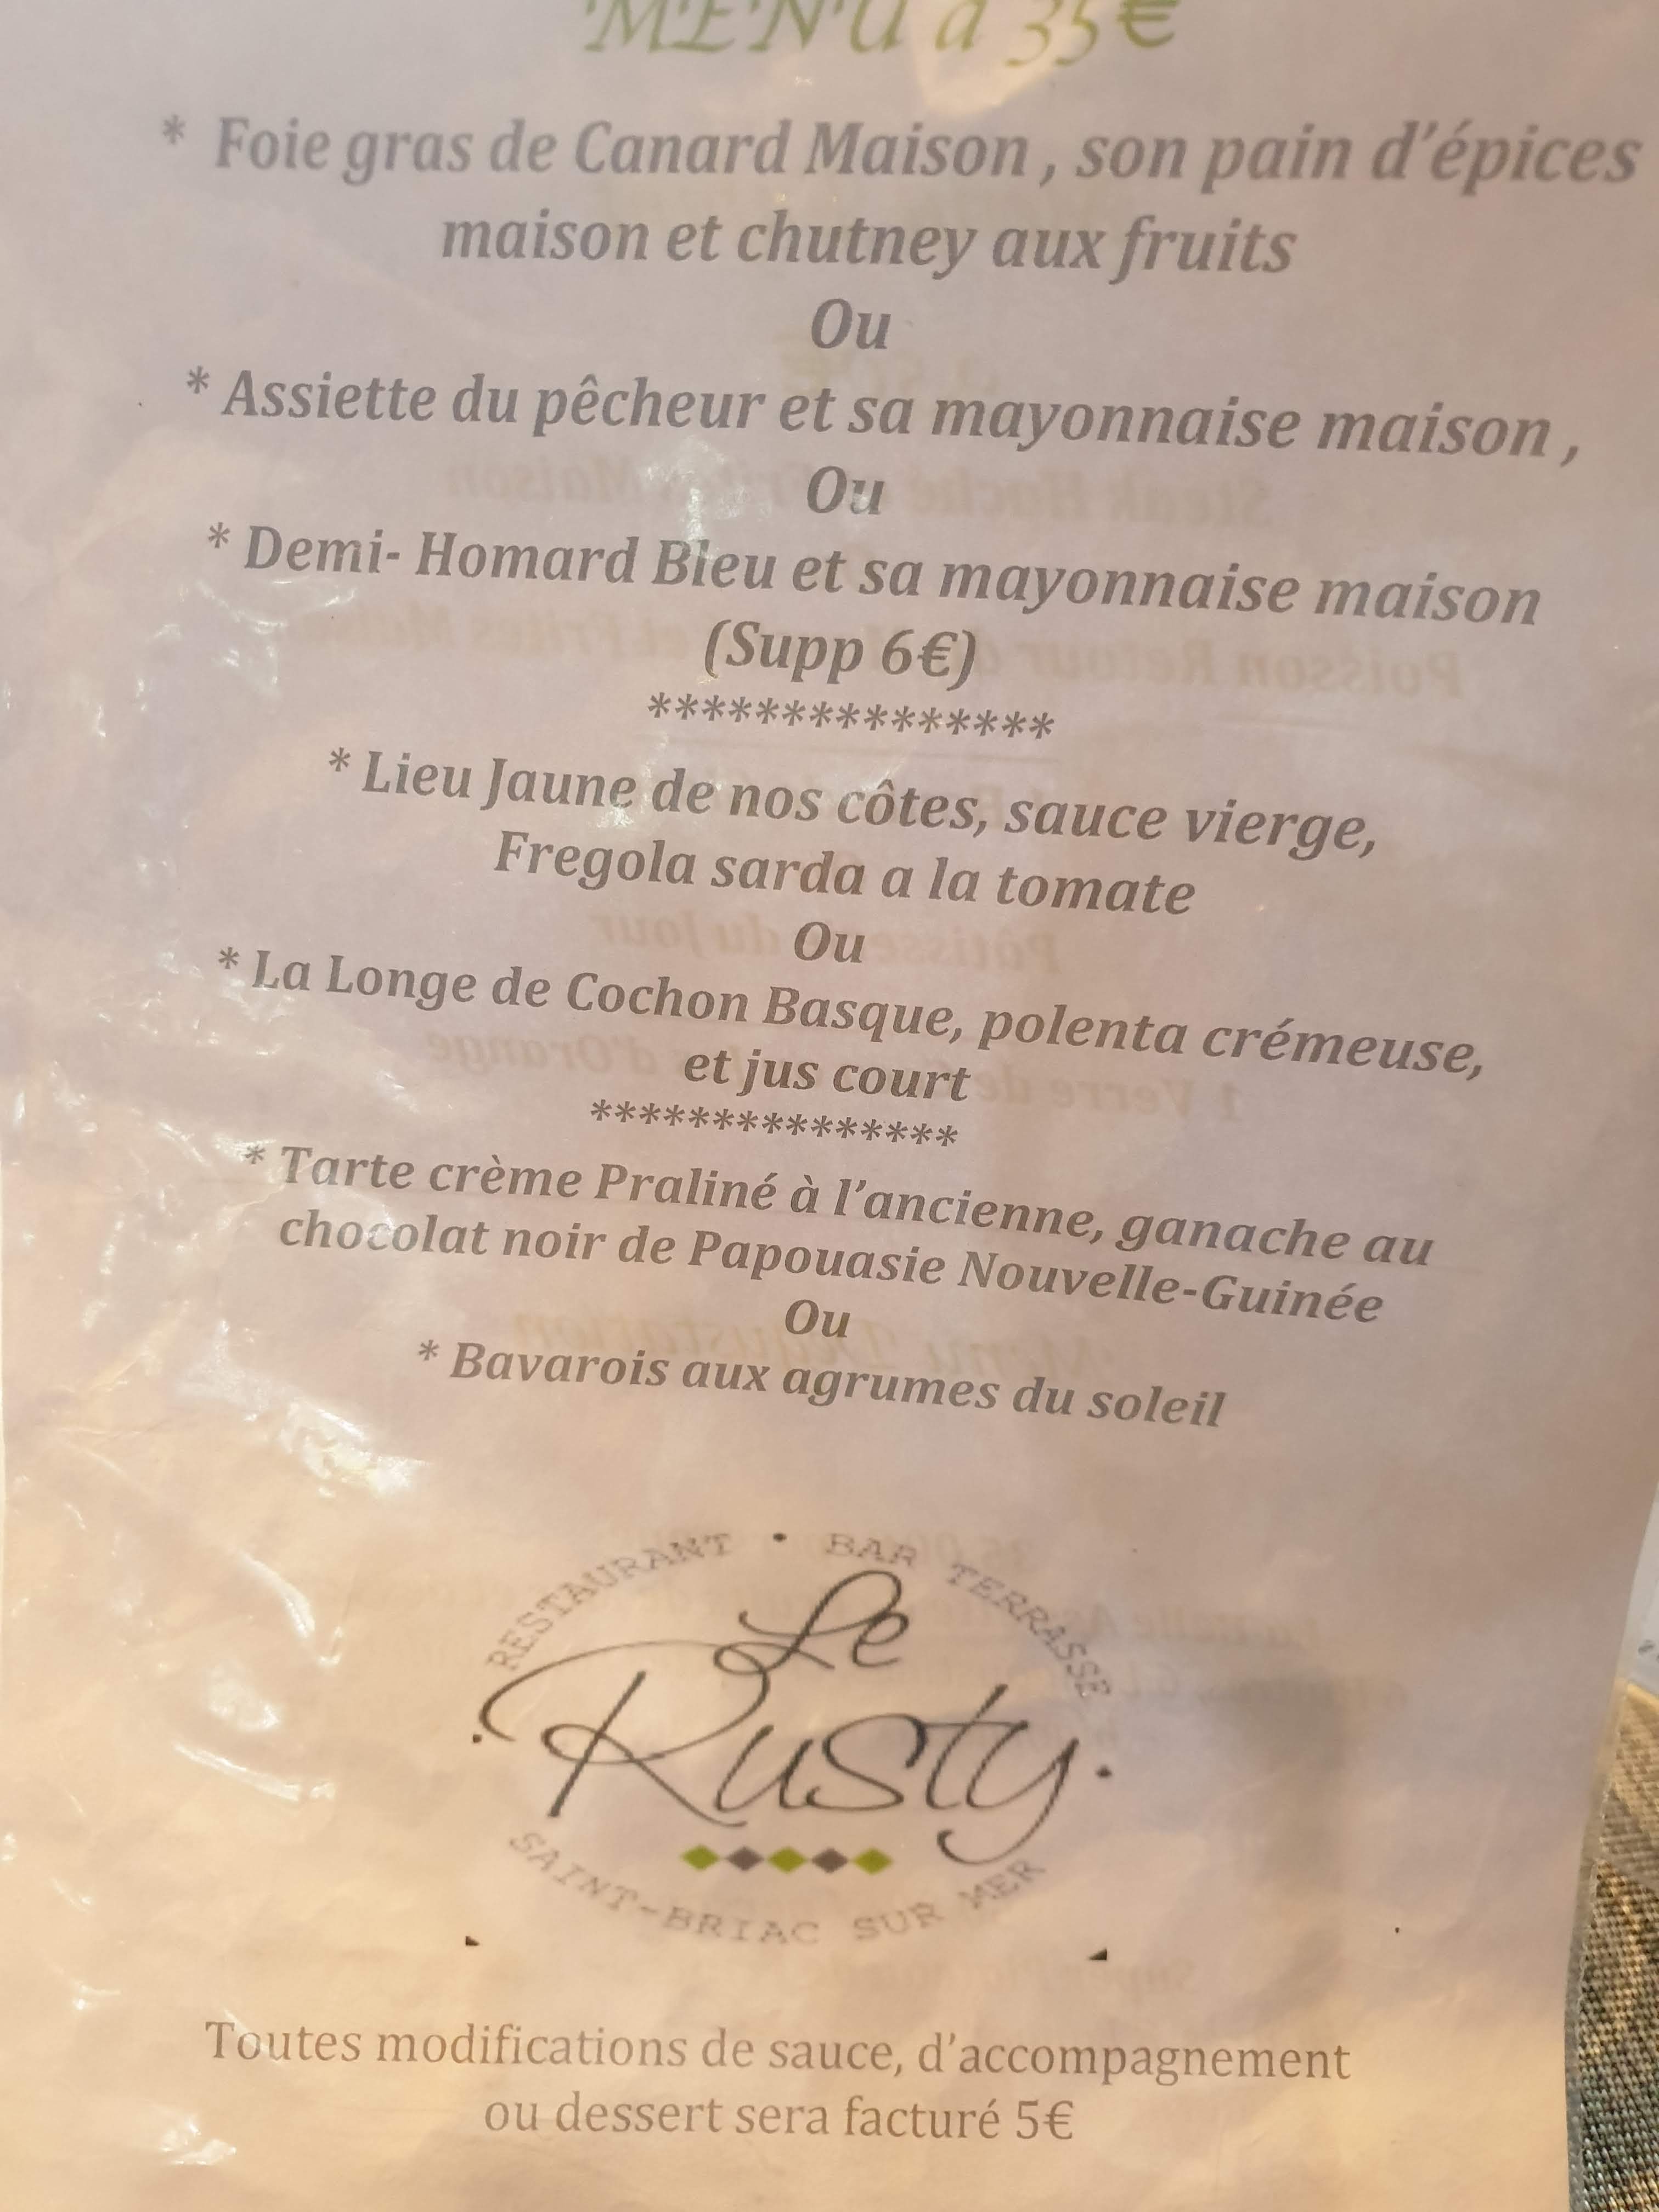 MENU à 35€
* Foie gras de Canard Maison , son pain d'épices
maison et chutney aux fruits
Ou
* Assiette du pêcheur et sa mayonnaise maison ,
Ou
* Demi- Homard Bleu et sa mayonnaise maison
(Supp 6€)
***************
* Lieu Jaune de nos côtes, sauce vierge,
Fregola sarda a la tomate
Ou
* La Longe de Cochon Basque, polenta crémeuse,
et jus court
***************
* Tarte crème Praliné à l'ancienne, ganache au
chocolat noir de Papouasie Nouvelle-Guinée
Ou
* Bavarois aux agrumes du soleil
RESTAURANT • BAR TERRASSE
Le
Rusty
SAINT-BRIAC SUR MER
Toutes modifications de sauce, d'accompagnement
ou dessert sera facturé 5€